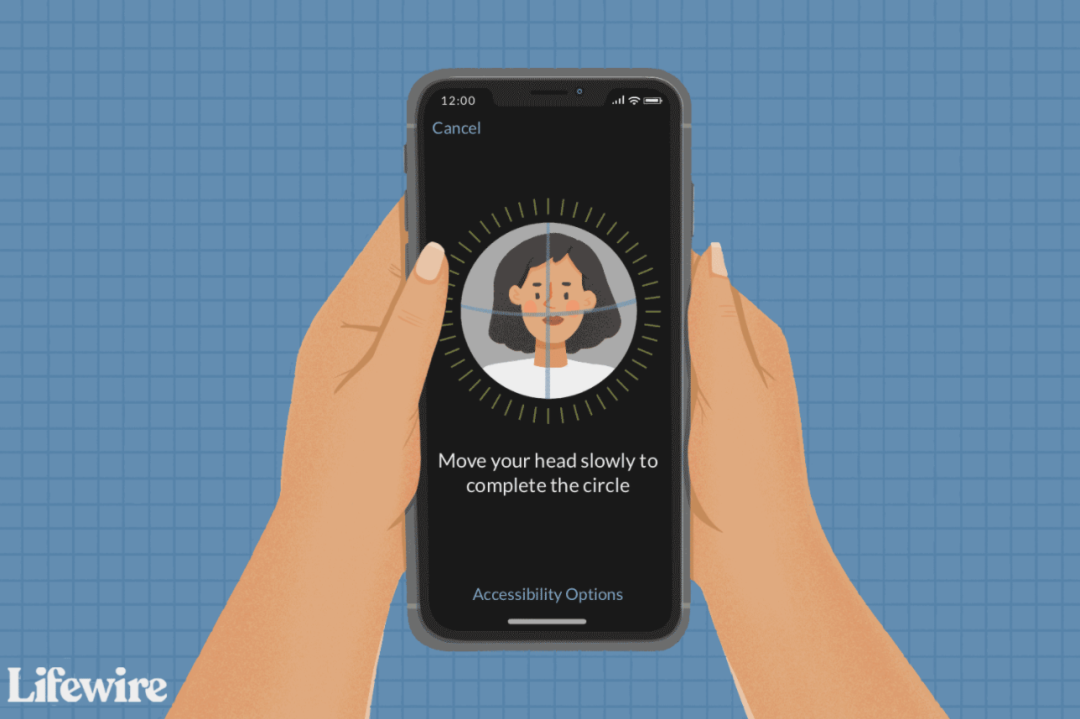 12:00
Cancel
Move your head slowly to
complete the circle
Accessibility Options
Lifewire